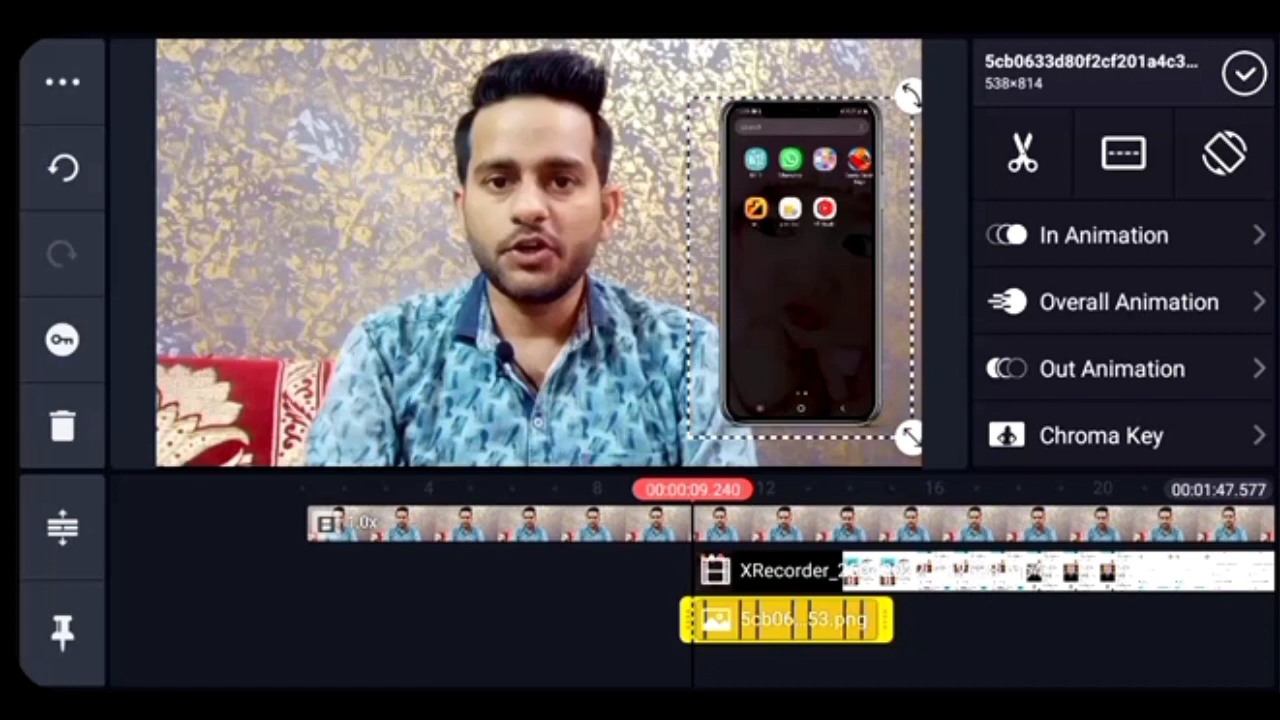 5cb0633d80f2cf201a4c3...
538×814
In Animation
Overall Animation
Out Animation
Chroma Key
4
8
00:00:09.240
12
16
20
00:01:47.577
1.0x
XRecorder_2
5cb06...53.png